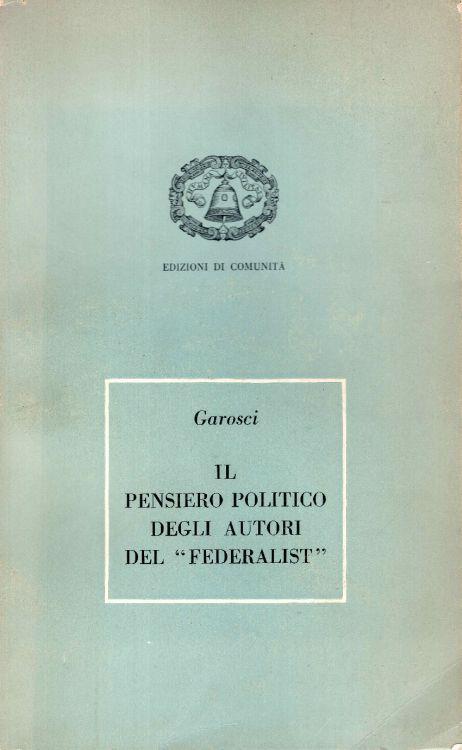 EDIZIONI DI COMUNITÀ
Garosci
IL
PENSIERO POLITICO
DEGLI AUTORI
DEL “FEDERALIST”